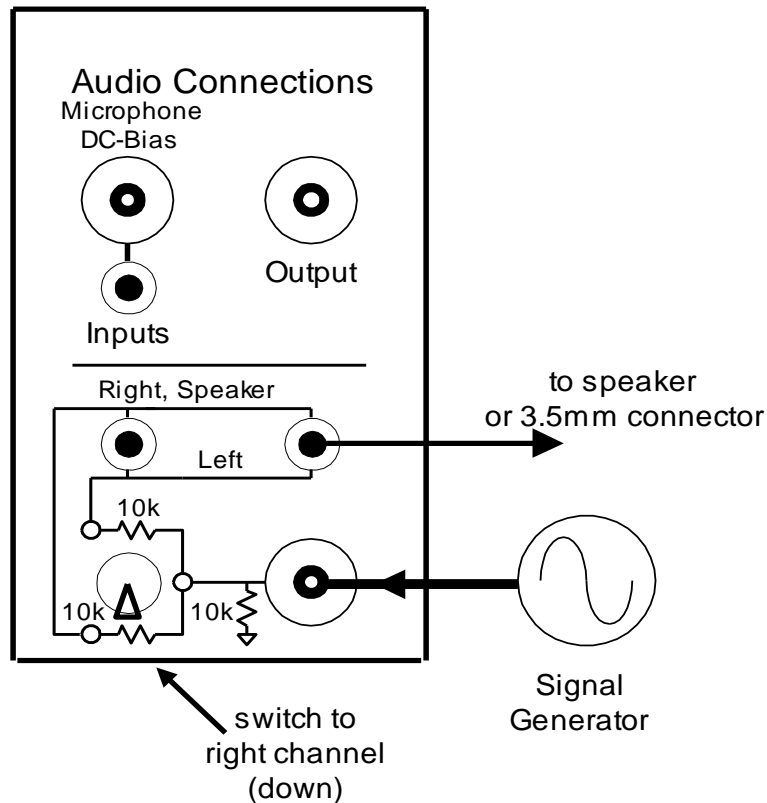 Audio Connections
Microphone
DC-Bias
Output
Inputs
Right, Speaker
Left
10k
10k
10k
to speaker
or 3.5mm connector
Signal
Generator
switch to
right channel
(down)